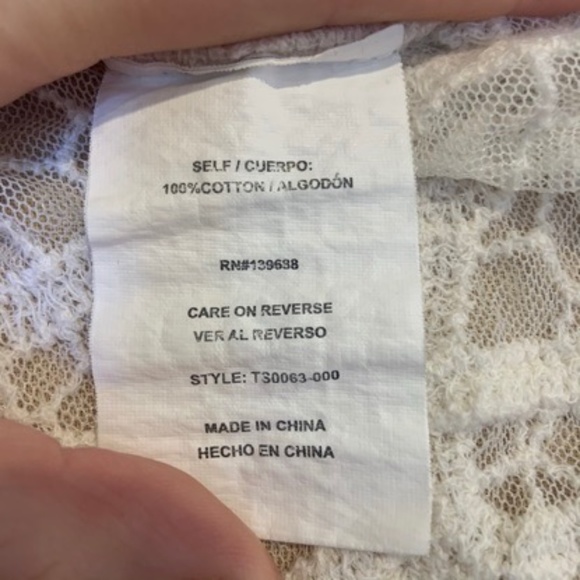 SELF / CUERPO:
100%COTTON / ALGODÓN
RN#139638
CARE ON REVERSE
VER AL REVERSO
STYLE: TS0063-000
MADE IN CHINA
HECHO EN CHINA